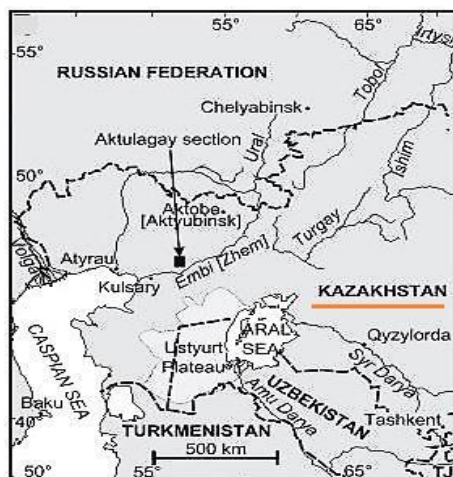 55°
65°
55°
Irtysh
RUSSIAN FEDERATION
Tobol
Chelyabinsk
Aktulagay section
Ural
Ishim
50°
50°
Aktobe
[Aktyubinsk]
Turgay
Volga
Atyrau
Embi [Zhem]
Kulsary
KAZAKHSTAN
CASPIAN SEA
ARAL
SEA
Qyzylorda
Ustyurt
Plateau
Syr Darya
Baku
Amu Darya
UZBEKISTAN
40°
Tashkent
TURKMENISTAN
500 km
TJ
50°
55°
65°